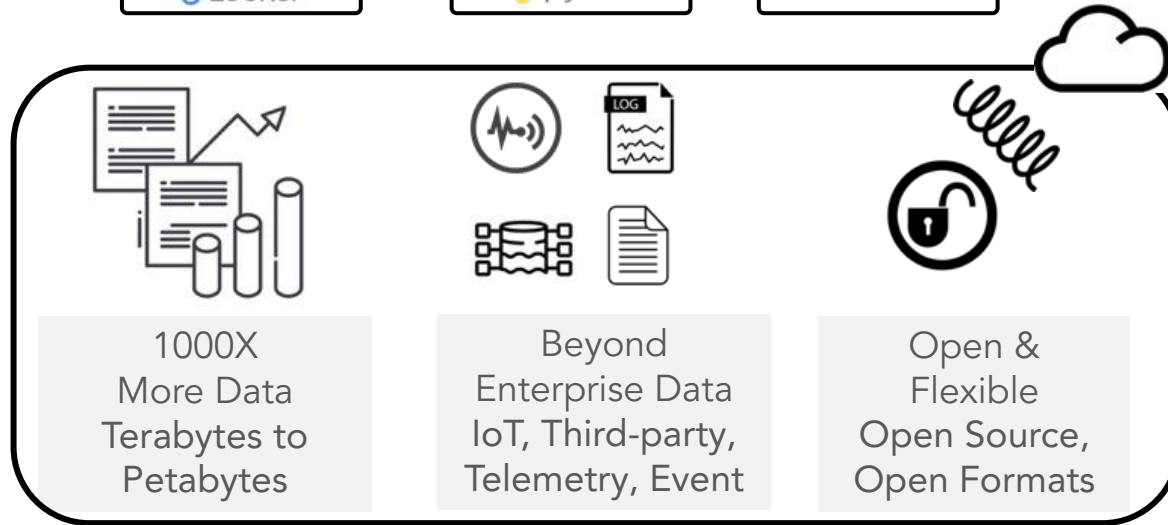 LOG
1000X
More Data
Terabytes to
Petabytes
Beyond
Enterprise Data
IoT, Third-party,
Telemetry, Event
Open &
Flexible
Open Source,
Open Formats